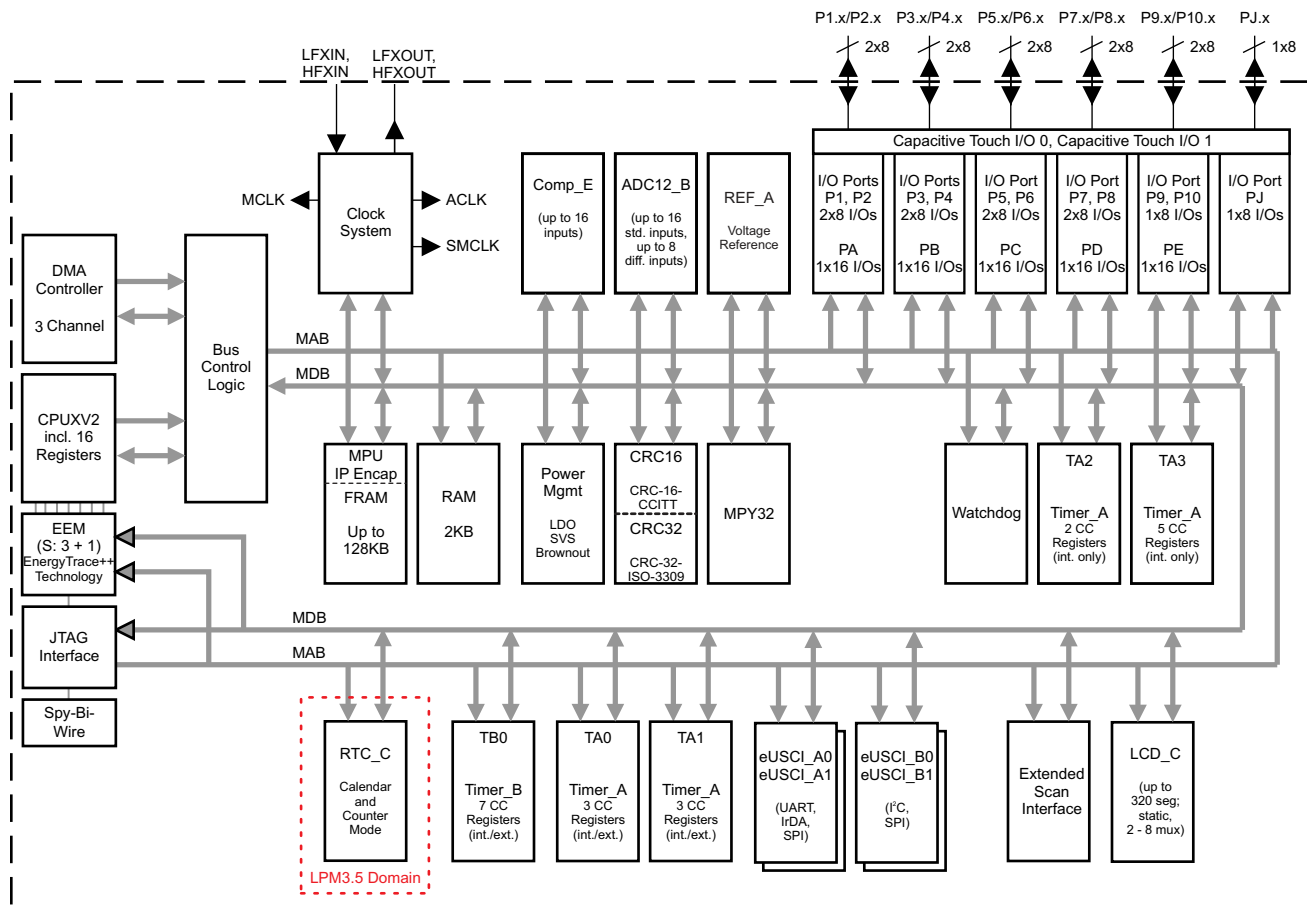 P1.x/P2.x P3.x/P4.x P5.x/P6.x P7.x/P8.x P9.x/P10.x PJ.x
2x8 2x8 2x8 2x8 2x8 1x8
LFXIN,
HFXIN
LFXOUT,
HFXOUT
Capacitive Touch I/O 0, Capacitive Touch I/O 1
MCLK
Clock
System
ACLK
SMCLK
Comp_E
(up to 16
inputs)
ADC12_B
(up to 16
std. inputs,
up to 8
diff. inputs)
REF_A
Voltage
Reference
I/O Ports
P1, P2
2x8 I/Os
PA
1x16 I/Os
I/O Ports
P3, P4
2x8 I/Os
PB
1x16 I/Os
I/O Port
P5, P6
2x8 I/Os
PC
1x16 I/Os
I/O Port
P7, P8
2x8 I/Os
PD
1x16 I/Os
I/O Port
P9, P10
1x8 I/Os
PE
1x16 I/Os
I/O Port
PJ
1x8 I/Os
DMA
Controller
3 Channel
Bus
Control
Logic
MAB
MDB
CPUXV2
incl. 16
Registers
MPU
IP Encap
FRAM
Up to
128KB
RAM
2KB
Power
Mgmt
LDO
SVS
Brownout
CRC16
CRC-16-
CCITT
CRC32
CRC-32-
ISO-3309
MPY32
Watchdog
TA2
Timer_A
2 CC
Registers
(int. only)
TA3
Timer_A
5 CC
Registers
(int. only)
EEM
(S: 3 + 1)
EnergyTrace++
Technology
MDB
MAB
JTAG
Interface
Spy-Bi-
Wire
RTC_C
Calendar
and
Counter
Mode
LPM3.5 Domain
TB0
Timer_B
7 CC
Registers
(int./ext.)
TA0
Timer_A
3 CC
Registers
(int./ext.)
TA1
Timer_A
3 CC
Registers
(int./ext.)
eUSCI_A0
eUSCI_A1
(UART,
IrDA,
SPI)
eUSCI_B0
eUSCI_B1
(I²C,
SPI)
Extended
Scan
Interface
LCD_C
(up to
320 seg;
static,
2 - 8 mux)